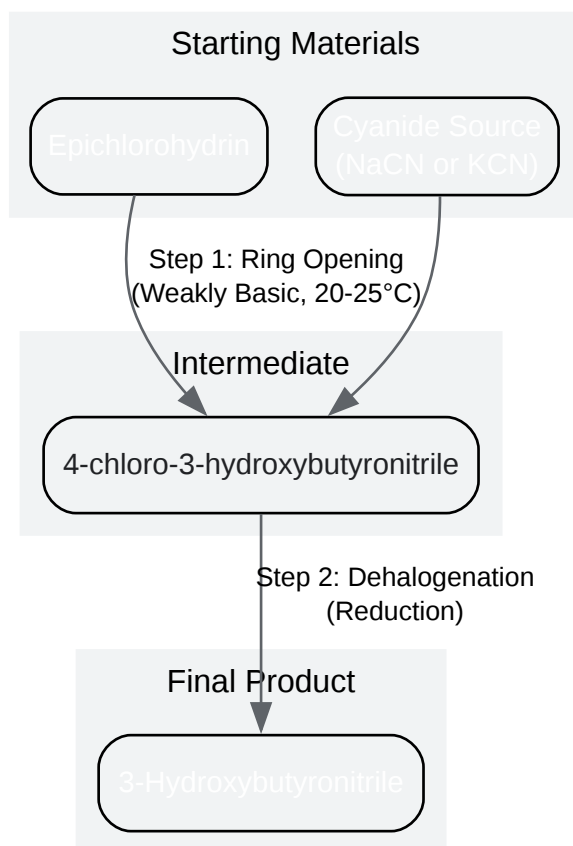 Starting Materials
Epichlorohydrin
Cyanide Source
(NaCN or KCN)
Step 1: Ring Opening
(Weakly Basic, 20-25°C)
Intermediate
4-chloro-3-hydroxybutyronitrile
Step 2: Dehalogenation
(Reduction)
Final Product
3-Hydroxybutyronitrile